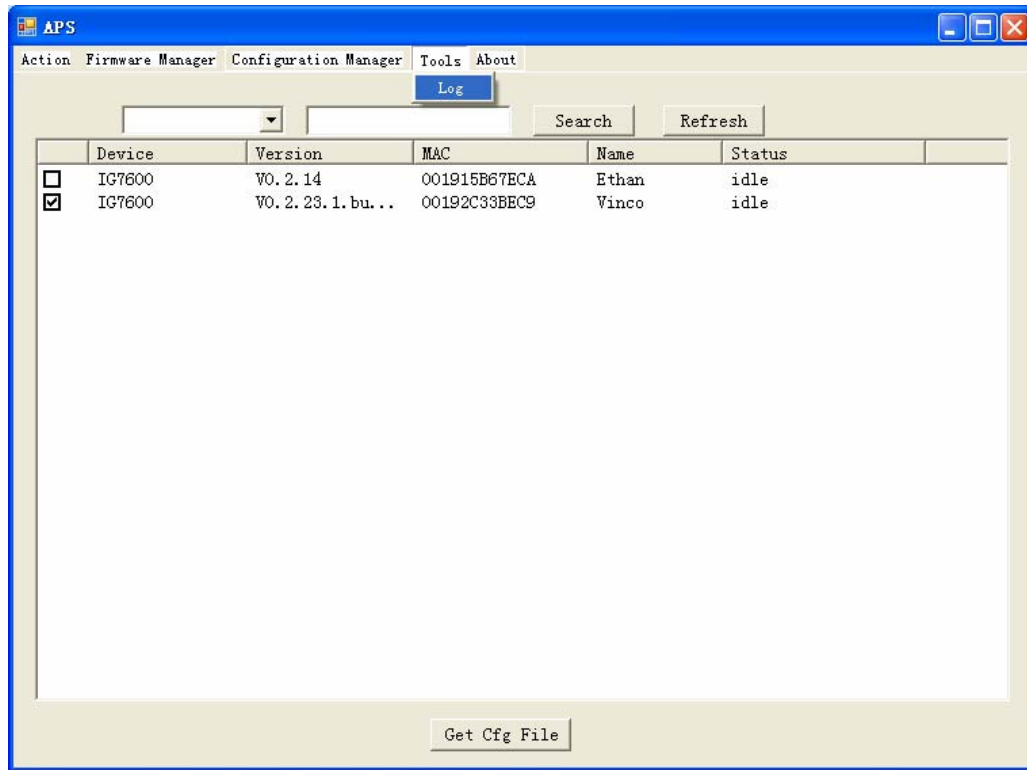 APS
Action Firmware Manager Configuration Manager Tools About
Log
Search Refresh
Device Version MAC Name Status
IG7600 V0.2.14 001915B67ECA Ethan idle
IG7600 V0.2.23.1.bu... 00192C33BEC9 Vinco idle
Get Cfg File